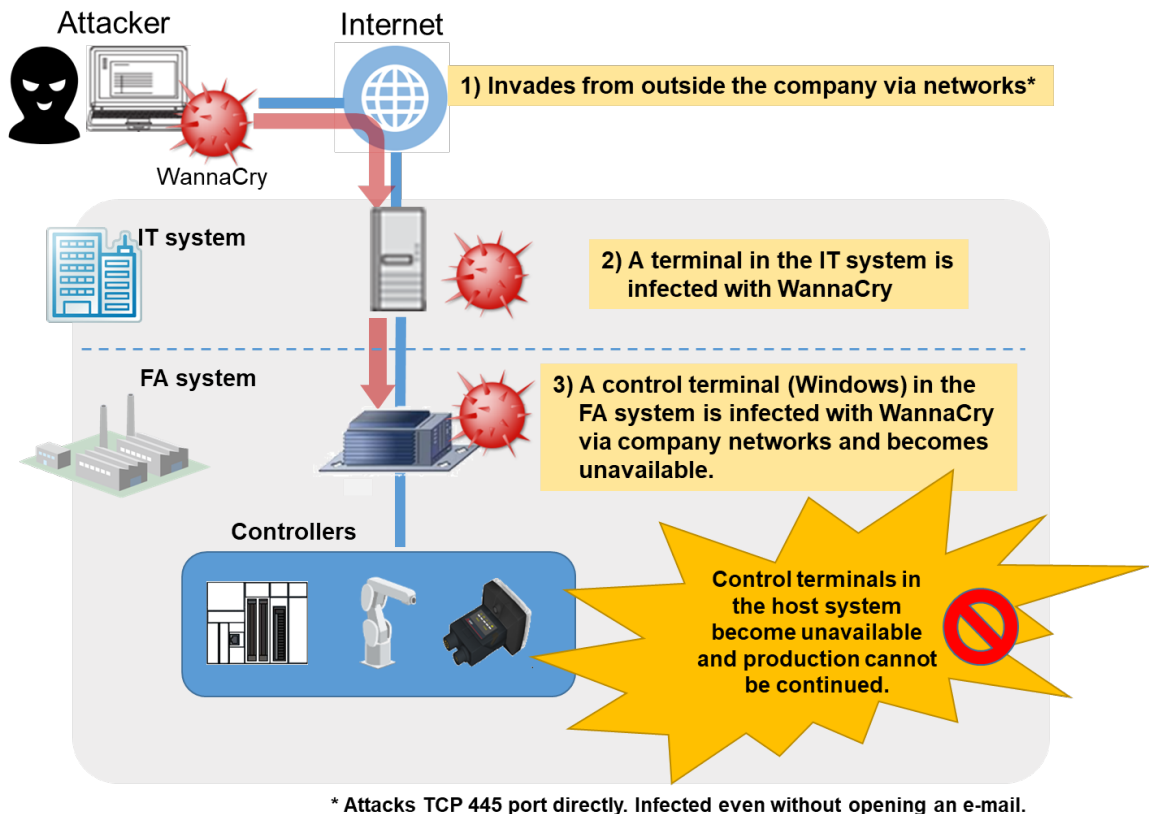 Attacker
Internet
1) Invades from outside the company via networks*
WannaCry
IT system
2) A terminal in the IT system is
infected with WannaCry
FA system
3) A control terminal (Windows) in the
FA system is infected with WannaCry
via company networks and becomes
unavailable.
Controllers
Control terminals in
the host system
become unavailable
and production cannot
be continued.
* Attacks TCP 445 port directly. Infected even without opening an e-mail.